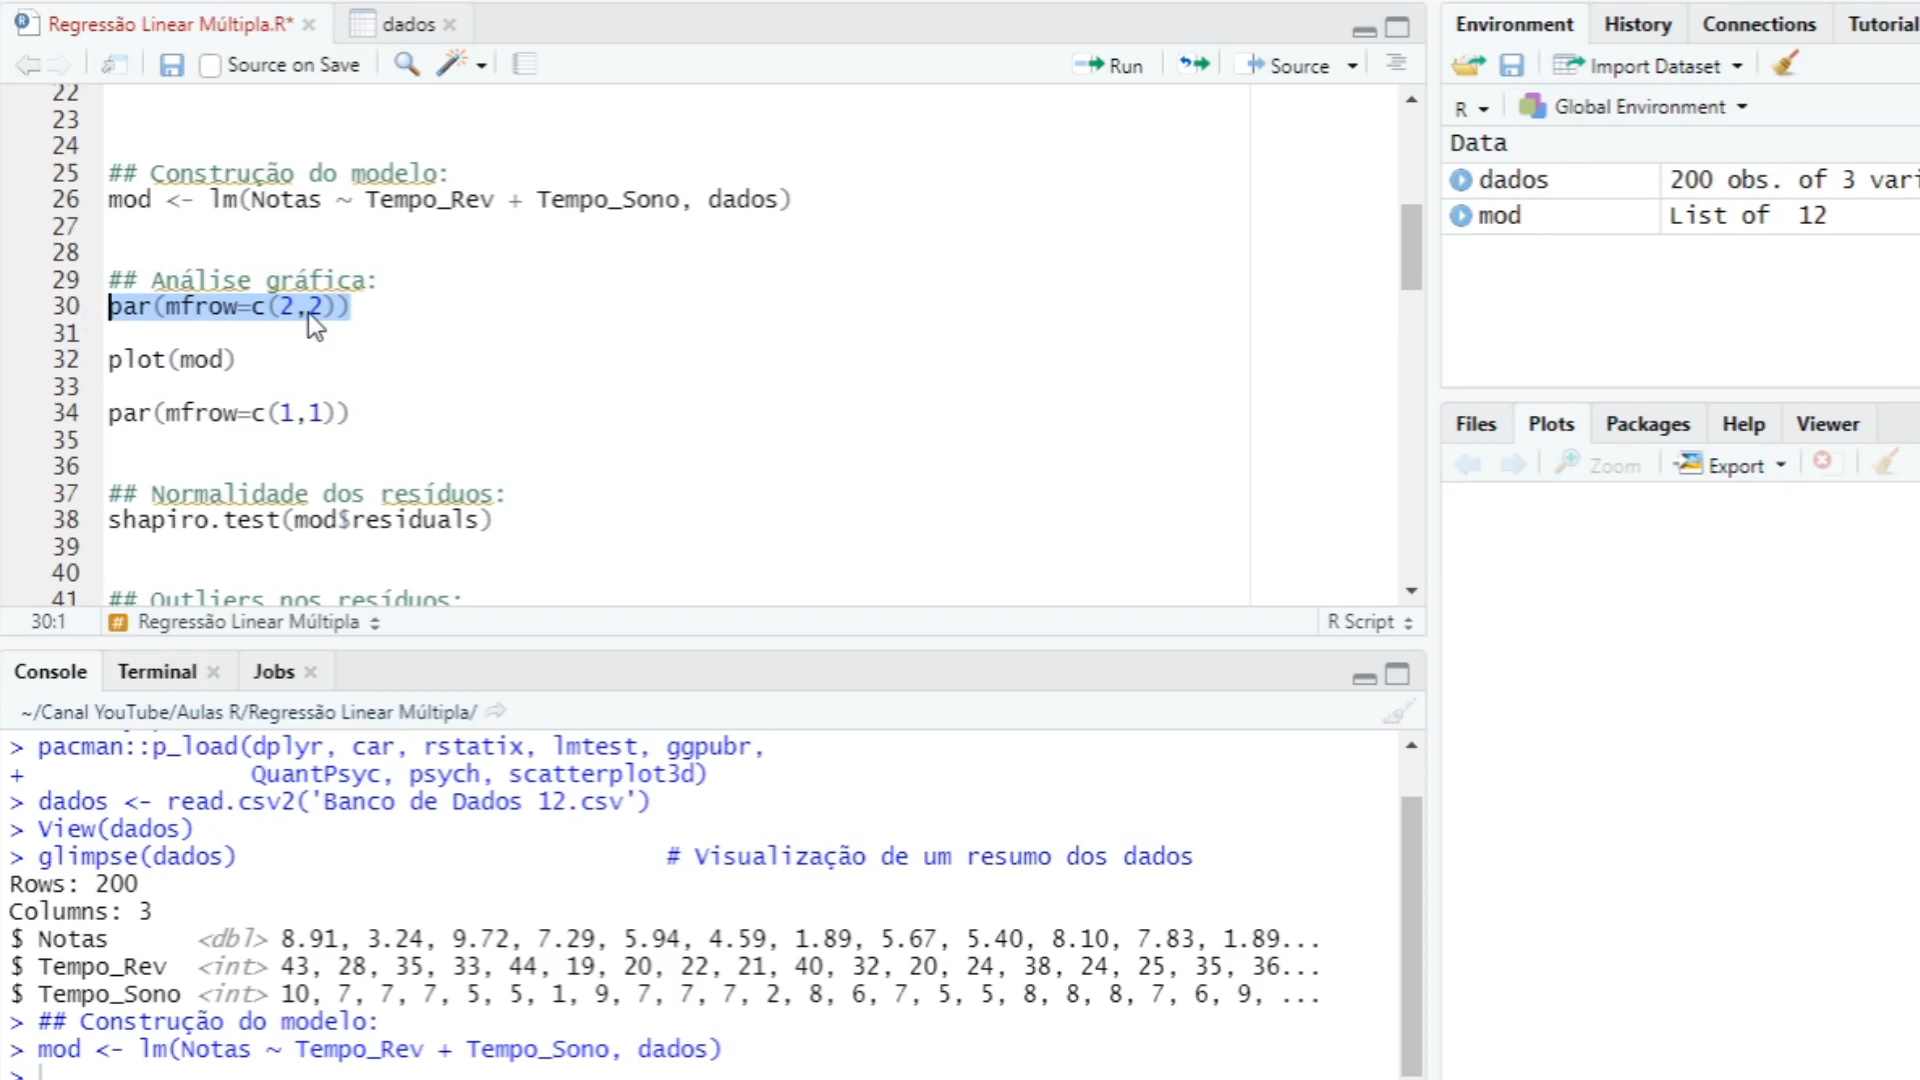 Regressão Linear Múltipla.R*
dados
Source on Save
Run
Source
22
23
24
25 ## Construção do modelo:
26 mod <- lm(Notas ~ Tempo_Rev + Tempo_Sono, dados)
27
28
29 ## Análise gráfica:
30 par(mfrow=c(2,2))
31
32 plot(mod)
33
34 par(mfrow=c(1,1))
35
36
37 ## Normalidade dos resíduos:
38 shapiro.test(mod$residuals)
39
40
41 ## Outliers nos resíduos:
30:1
# Regressão Linear Múltipla
R Script
Console
Terminal
Jobs
~/Canal YouTube/Aulas R/Regressão Linear Múltipla/
> pacman::p_load(dplyr, car, rstatix, lmtest, ggpubr,
+ QuantPsyc, psych, scatterplot3d)
> dados <- read.csv2('Banco de Dados 12.csv')
> View(dados)
> glimpse(dados) # Visualização de um resumo dos dados
Rows: 200
Columns: 3
$ Notas <dbl> 8.91, 3.24, 9.72, 7.29, 5.94, 4.59, 1.89, 5.67, 5.40, 8.10, 7.83, 1.89...
$ Tempo_Rev <int> 43, 28, 35, 33, 44, 19, 20, 22, 21, 40, 32, 20, 24, 38, 24, 25, 35, 36...
$ Tempo_Sono <int> 10, 7, 7, 7, 5, 5, 1, 9, 7, 7, 7, 2, 8, 6, 7, 5, 5, 8, 8, 8, 7, 6, 9, ...
> ## Construção do modelo:
> mod <- lm(Notas ~ Tempo_Rev + Tempo_Sono, dados)
>
Environment
History
Connections
Tutorial
Import Dataset
R
Global Environment
Data
dados 200 obs. of 3 vari
mod List of 12
Files
Plots
Packages
Help
Viewer
Zoom
Export